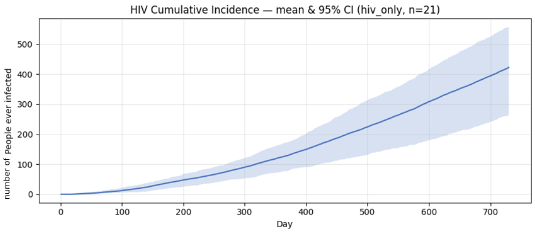 HIV Cumulative Incidence — mean & 95% CI (hiv_only, n=21)
number of People ever infected
500
400
300
200
100
0
0 100 200 300 400 500 600 700
Day